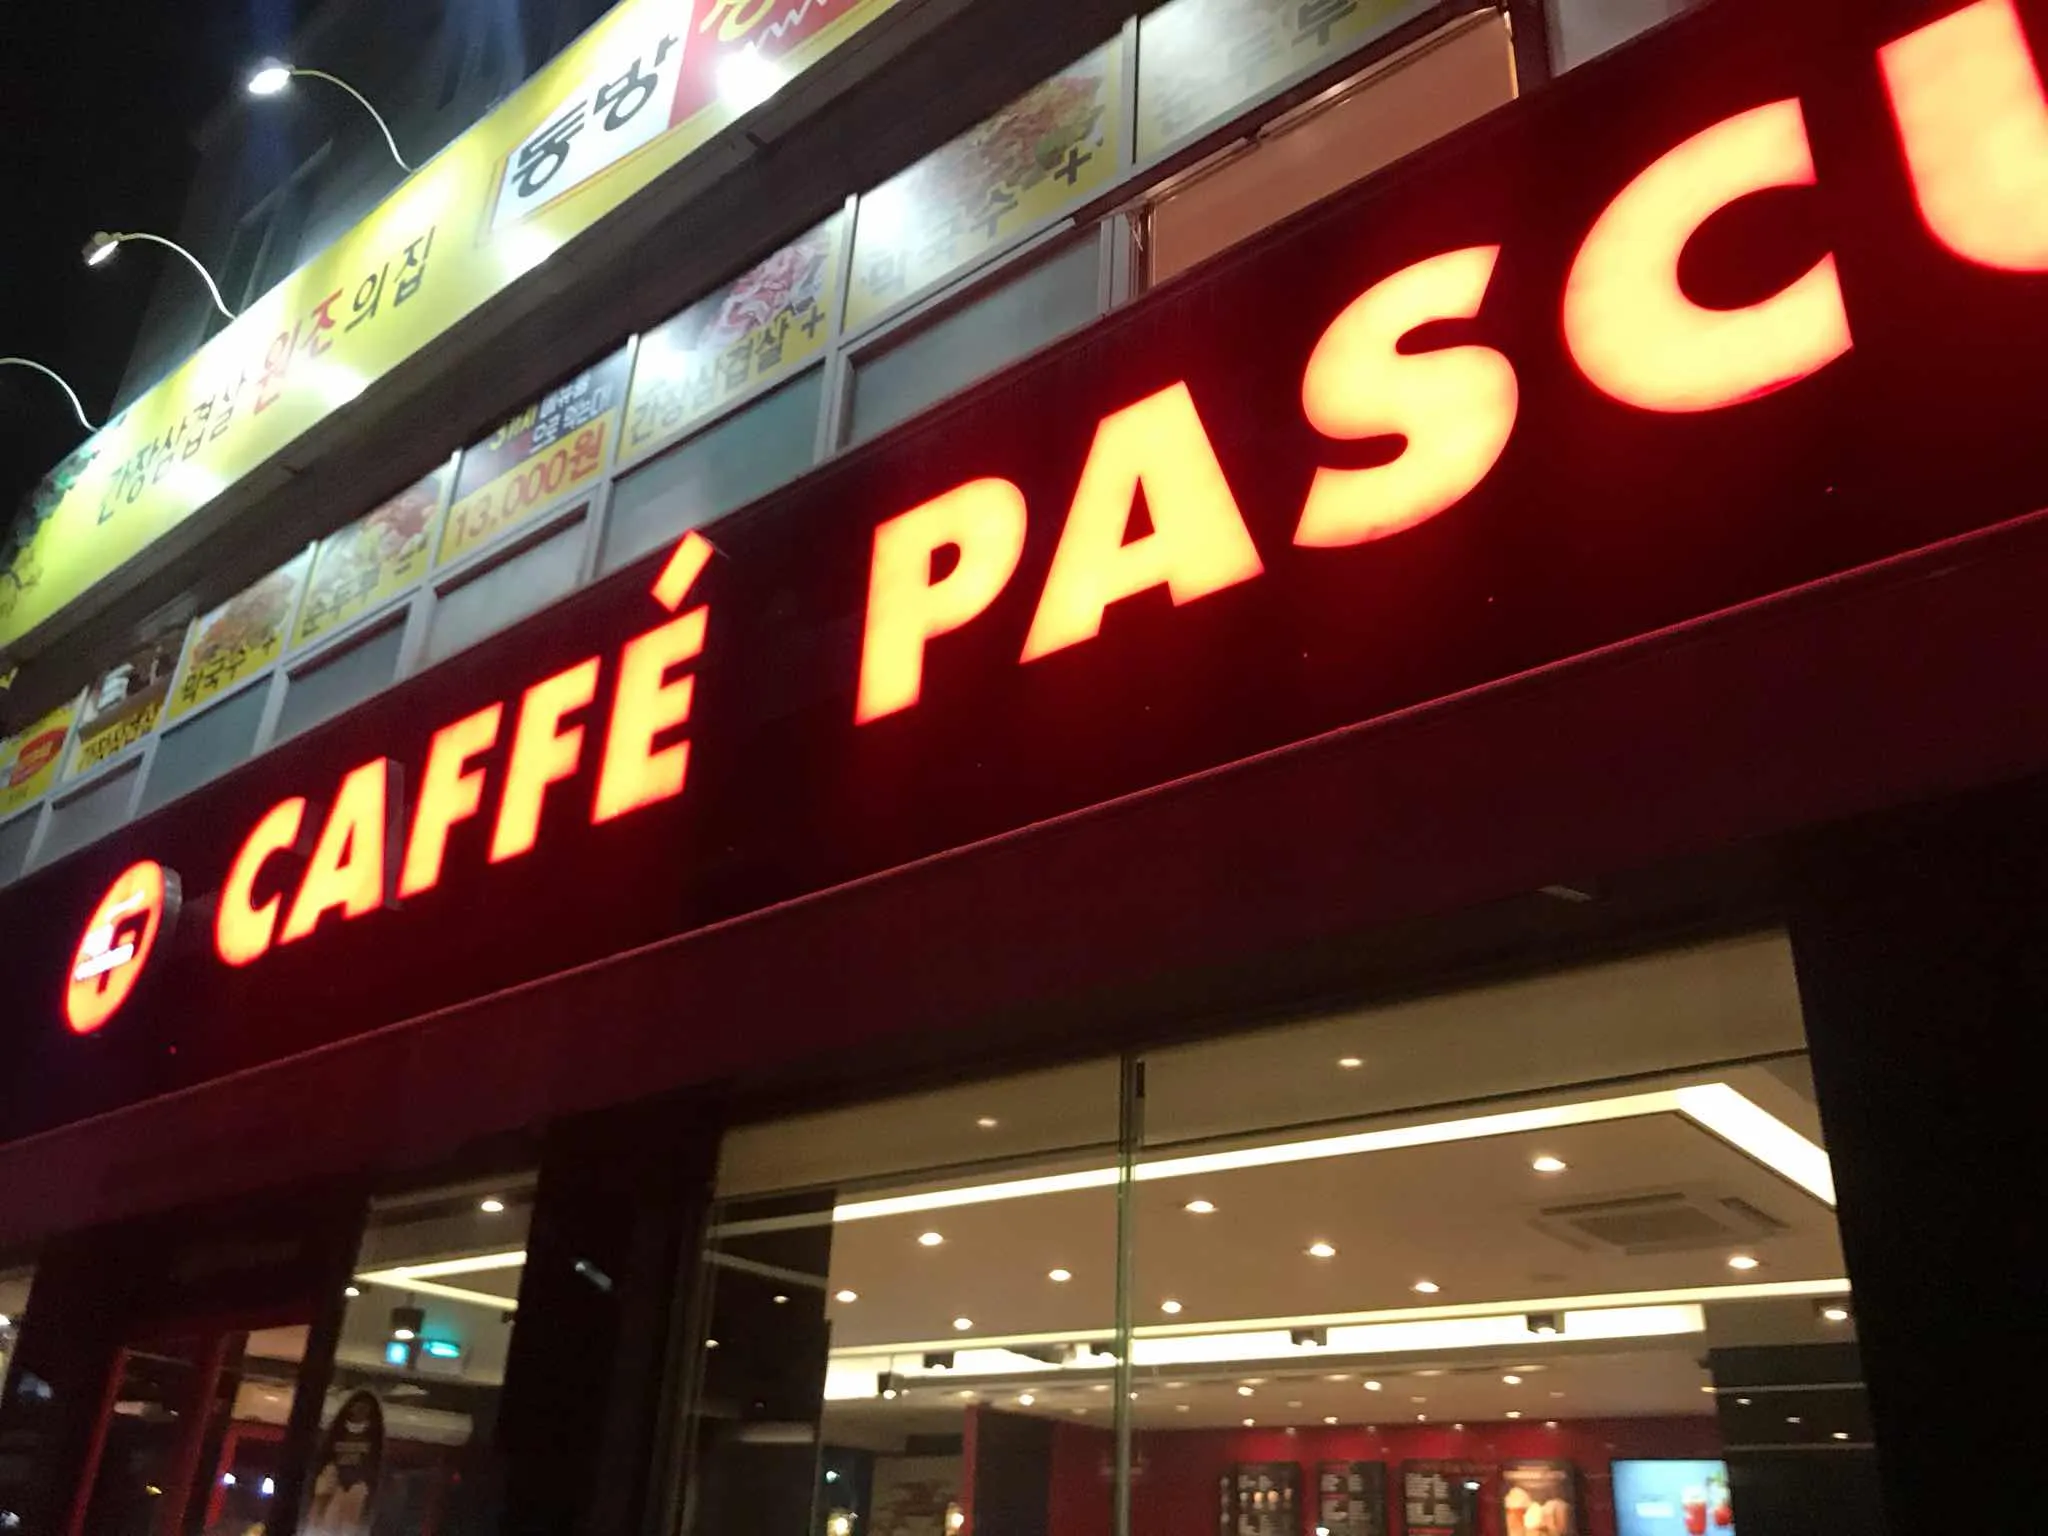 간장삼겹살 원조의집 동방
막국수 +
간장삼겹살 +
13,000원
순두부
막국수 +
간장삼겹살
CAFFÉ PASCU